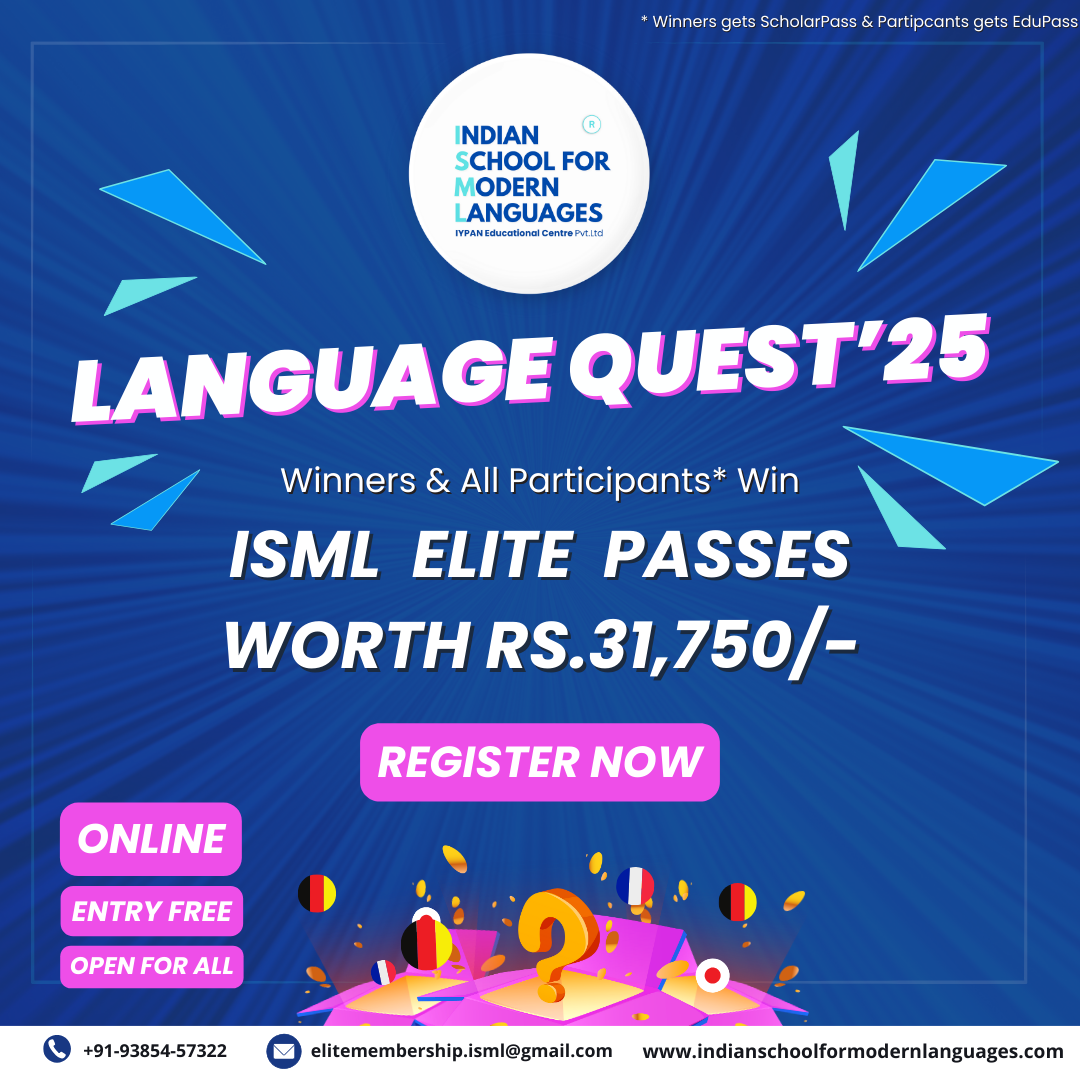 * Winners gets ScholarPass & Partipcants gets EduPass
INDIAN
SCHOOL FOR
MODERN
LANGUAGES
R
IYPAN Educational Centre Pvt.Ltd
LANGUAGE QUEST'25
Winners & All Participants* Win
ISML ELITE PASSES
WORTH RS.31,750/-
REGISTER NOW
ONLINE
ENTRY FREE
OPEN FOR ALL
?
+91-93854-57322
elitemembership.isml@gmail.com
www.indianschoolformodernlanguages.com